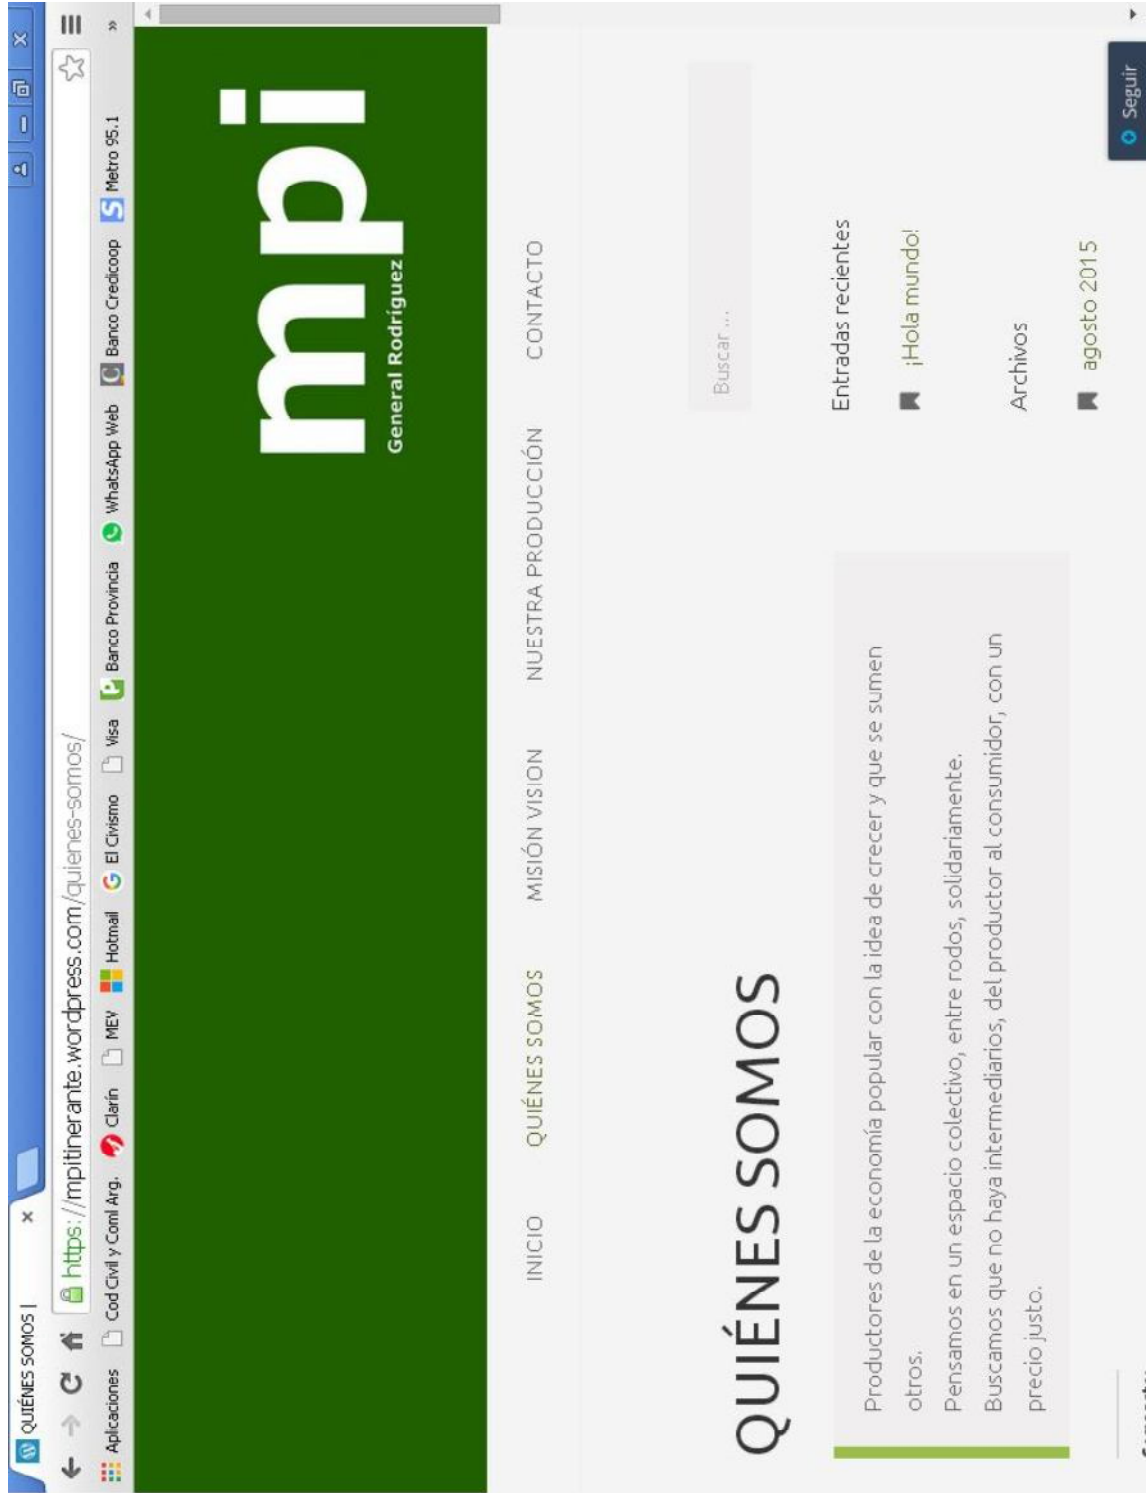 QUIÉNES SOMOS |
https://mpitinerante.wordpress.com/quienes-somos/
Aplicaciones Cod Civil y Coml Arg. Clarín MEV Hotmail El Civismo Visa Banco Provincia WhatsApp Web Banco Credicoop Metro 95.1 »
mpi
General Rodríguez
INICIO QUIÉNES SOMOS MISIÓN VISION NUESTRA PRODUCCIÓN CONTACTO
QUIÉNES SOMOS
Productores de la economía popular con la idea de crecer y que se sumen
otros.
Pensamos en un espacio colectivo, entre rodos, solidariamente.
Buscamos que no haya intermediarios, del productor al consumidor, con un
precio justo.
Buscar ...
Entradas recientes
¡Hola mundo!
Archivos
agosto 2015
Seguir